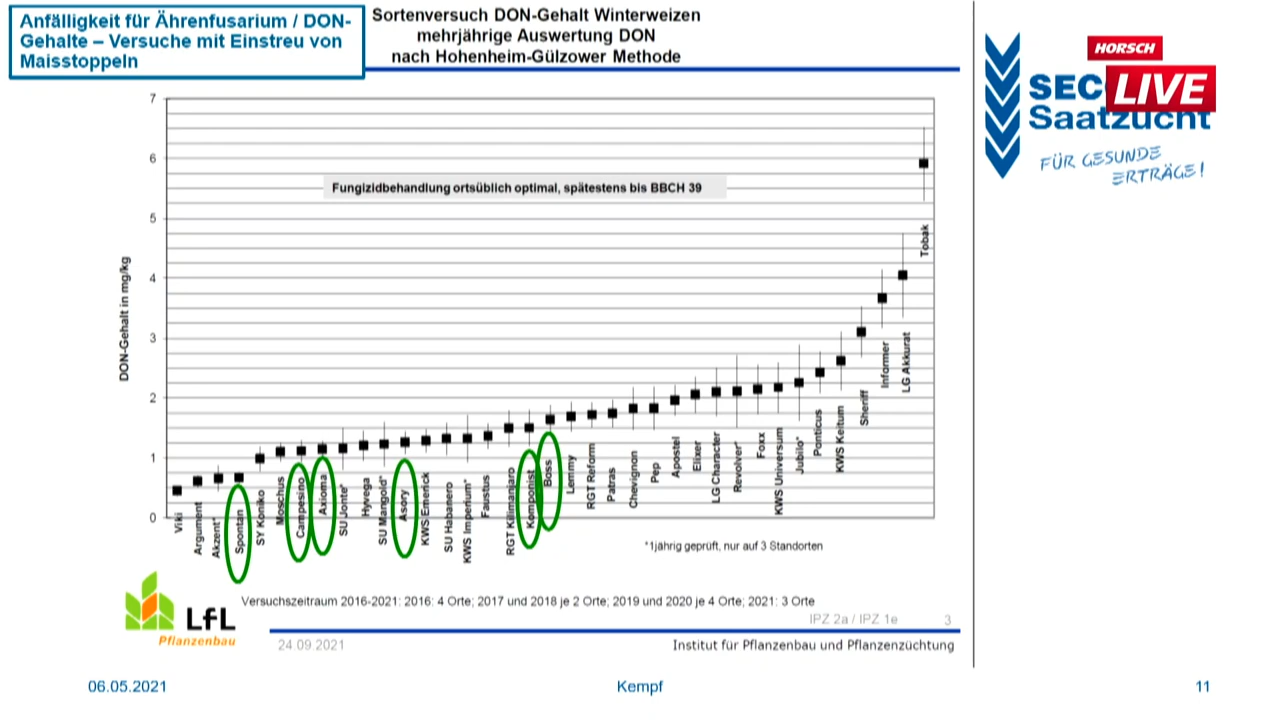 Anfälligkeit für Ährenfusarium / DON-
Gehalte – Versuche mit Einstreu von
Maisstoppeln
Sortenversuch DON-Gehalt Winterweizen
mehrjährige Auswertung DON
nach Hohenheim-Gülzower Methode
HORSCH
LIVE
SEC
Saatzucht
FÜR GESUNDE
ERTRÄGE!
DON-Gehalt in mg/kg
7
6
5
4
3
2
1
0
Fungizidbehandlung ortsüblich optimal, spätestens bis BBCH 39
Viki
Argument
Akzent*
Spontan
SY Koniko
Moschus
Campesino
Axioma
SU Jonte*
Hyvega
SU Mangold*
Asory
KWS Emerick
SU Habanero
KWS Imperium*
Faustus
RGT Kilimanjaro
Komponist
Boss
Lemmy
RGT Reform
Patras
Chevignon
Pep
Apostel
Elixer
LG Character
Revolver*
Foxx
KWS Universum
Jubilo*
Ponticus
KWS Keitum
Sheriff
Informer
LG Akkurat
Tobak
*1jährig geprüft, nur auf 3 Standorten
Versuchszeitraum 2016-2021: 2016: 4 Orte; 2017 und 2018 je 2 Orte; 2019 und 2020 je 4 Orte; 2021: 3 Orte
LfL
Pflanzenbau
IPZ 2a / IPZ 1e
3
24.09.2021
Institut für Pflanzenbau und Pflanzenzüchtung
06.05.2021
Kempf
11